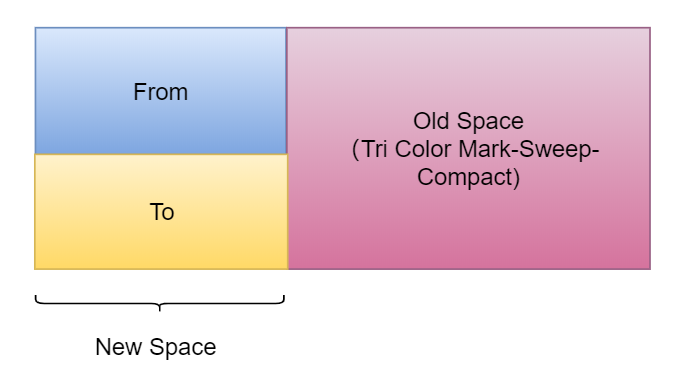 From
To
Old Space
(Tri Color Mark-Sweep-
Compact)
New Space